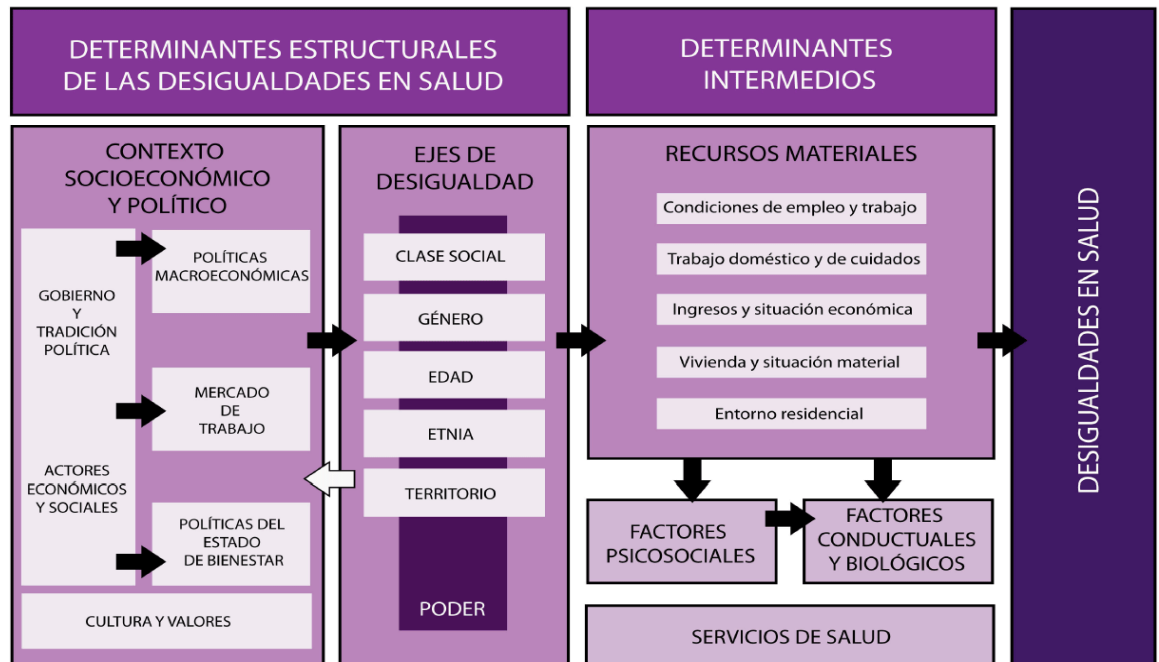 DETERMINANTES ESTRUCTURALES
DE LAS DESIGUALDADES EN SALUD
DETERMINANTES
INTERMEDIOS
CONTEXTO
SOCIOECONÓMICO
Y POLÍTICO
GOBIERNO
Y
TRADICIÓN
POLÍTICA
ACTORES
ECONÓMICOS
Y SOCIALES
POLÍTICAS
MACROECONÓMICAS
MERCADO
DE
TRABAJO
POLÍTICAS DEL
ESTADO
DE BIENESTAR
CULTURA Y VALORES
EJES DE
DESIGUALDAD
CLASE SOCIAL
GÉNERO
EDAD
ETNIA
TERRITORIO
PODER
RECURSOS MATERIALES
Condiciones de empleo y trabajo
Trabajo doméstico y de cuidados
Ingresos y situación económica
Vivienda y situación material
Entorno residencial
FACTORES
PSICOSOCIALES
FACTORES
CONDUCTUALES
Y BIOLÓGICOS
SERVICIOS DE SALUD
DESIGUALDADES EN SALUD